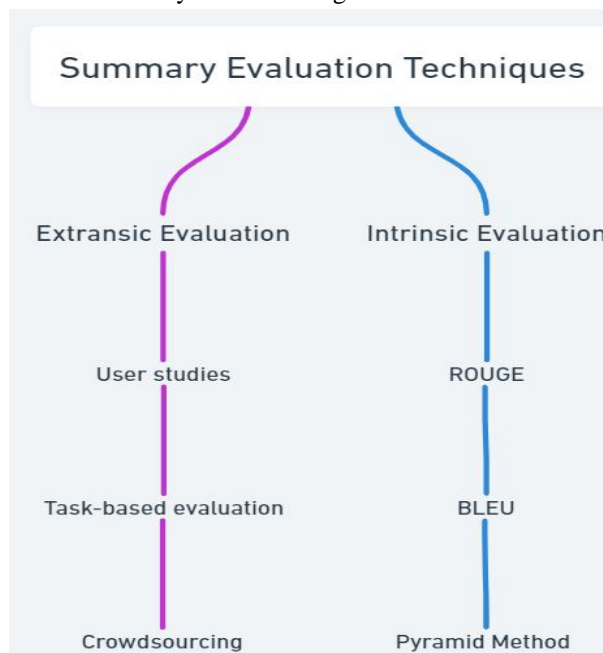 Summary Evaluation Techniques
Extransic Evaluation
Intrinsic Evaluation
User studies
ROUGE
Task-based evaluation
BLEU
Crowdsourcing
Pyramid Method